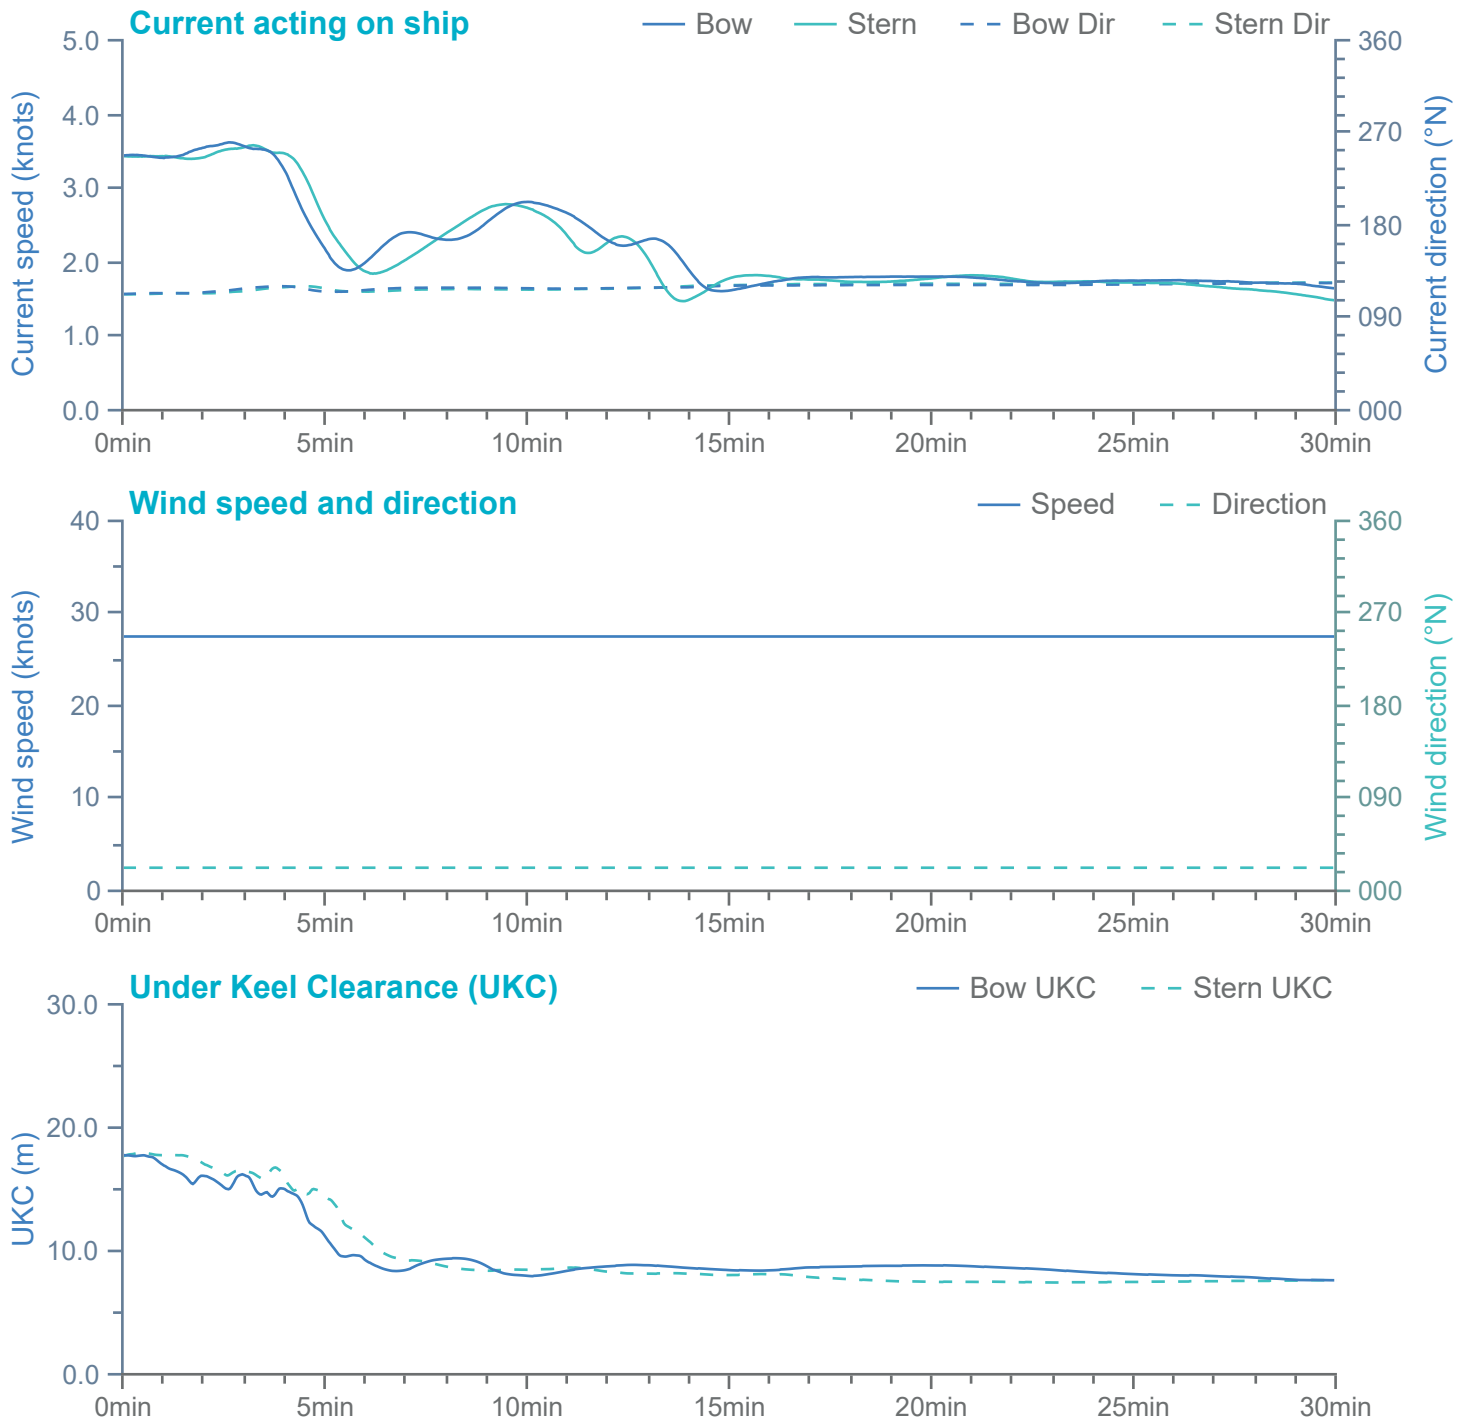 Current acting on ship
Bow Stern Bow Dir Stern Dir
5.0 360
4.0
270
3.0
180
2.0
090
1.0
0.0 000
Current speed (knots)
Current direction (°N)
0min 5min 10min 15min 20min 25min 30min
Wind speed and direction
Speed Direction
40 360
30 270
20 180
10 090
0 000
Wind speed (knots)
Wind direction (°N)
0min 5min 10min 15min 20min 25min 30min
Under Keel Clearance (UKC)
Bow UKC Stern UKC
30.0
20.0
10.0
0.0
UKC (m)
0min 5min 10min 15min 20min 25min 30min